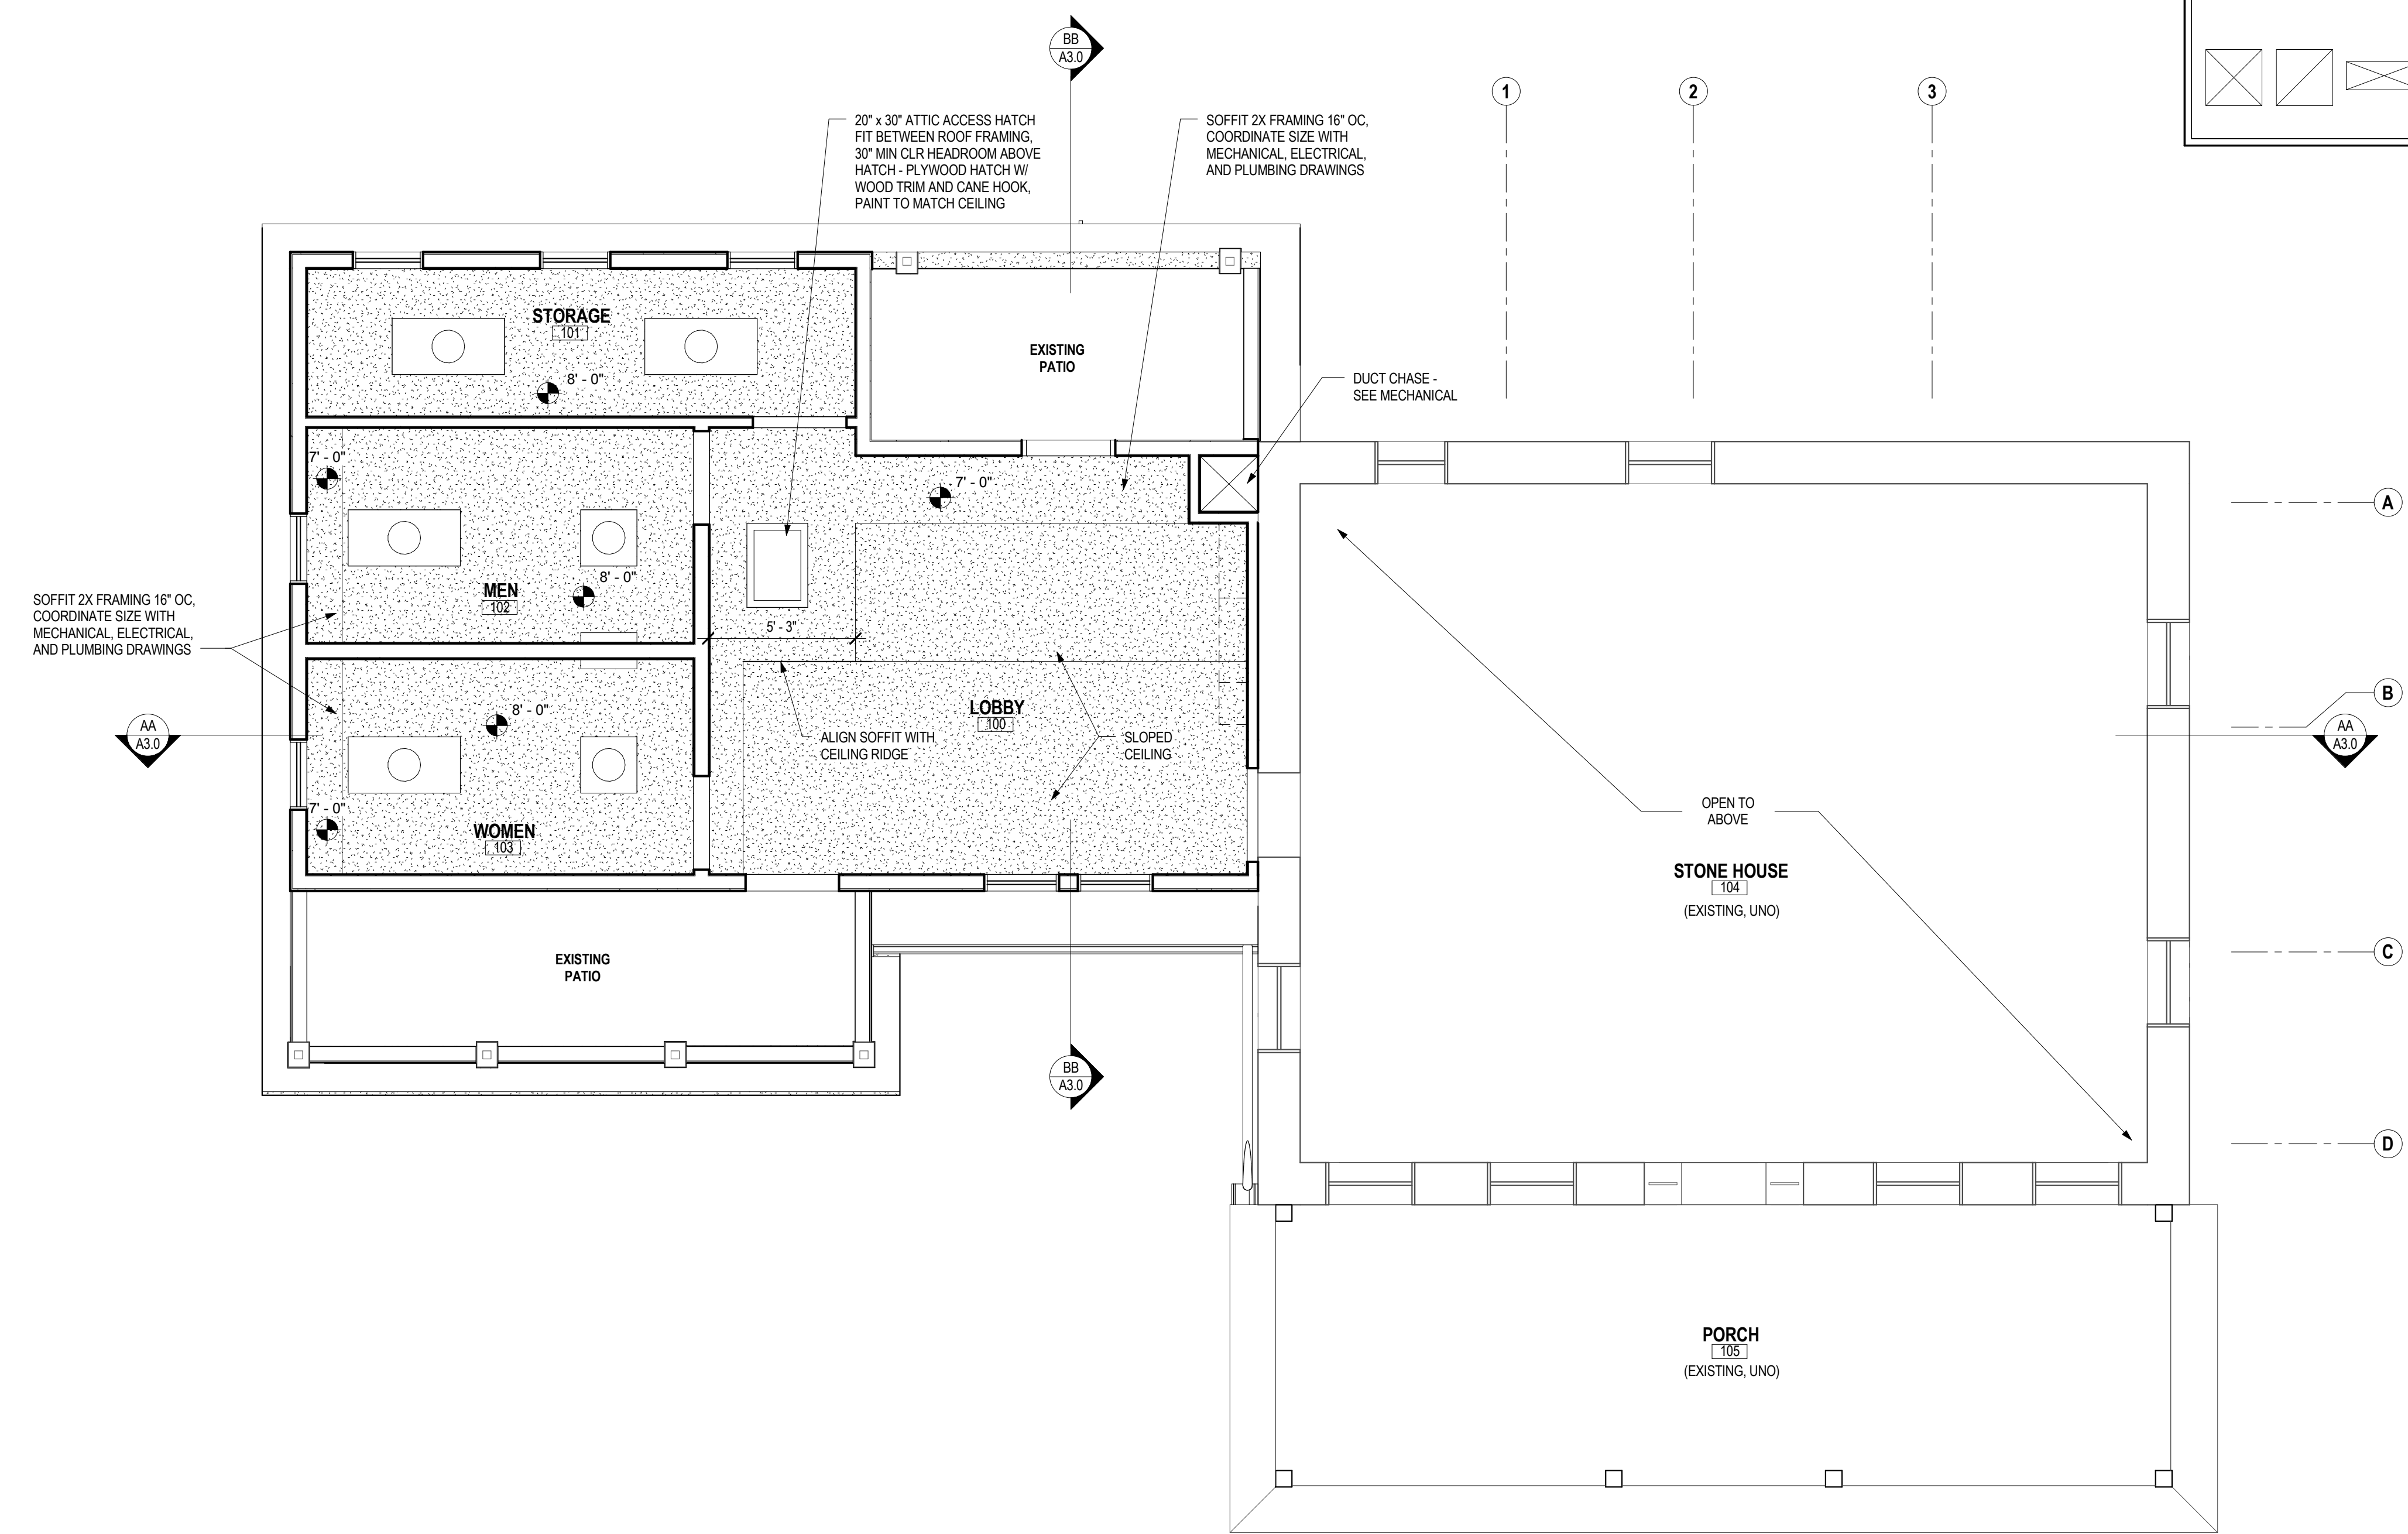 BB
A3.0
1
2
3
20" x 30" ATTIC ACCESS HATCH
FIT BETWEEN ROOF FRAMING,
30" MIN CLR HEADROOM ABOVE
HATCH - PLYWOOD HATCH W/
WOOD TRIM AND CANE HOOK,
PAINT TO MATCH CEILING
SOFFIT 2X FRAMING 16" OC,
COORDINATE SIZE WITH
MECHANICAL, ELECTRICAL,
AND PLUMBING DRAWINGS
STORAGE
101
8' - 0"
EXISTING
PATIO
DUCT CHASE -
SEE MECHANICAL
7' - 0"
7' - 0"
A
MEN
102
8' - 0"
SOFFIT 2X FRAMING 16" OC,
COORDINATE SIZE WITH
MECHANICAL, ELECTRICAL,
AND PLUMBING DRAWINGS
5' - 3"
B
8' - 0"
LOBBY
100
AA
A3.0
ALIGN SOFFIT WITH
CEILING RIDGE
SLOPED
CEILING
AA
A3.0
7' - 0"
WOMEN
103
OPEN TO
ABOVE
STONE HOUSE
104
(EXISTING, UNO)
EXISTING
PATIO
C
BB
A3.0
D
PORCH
105
(EXISTING, UNO)